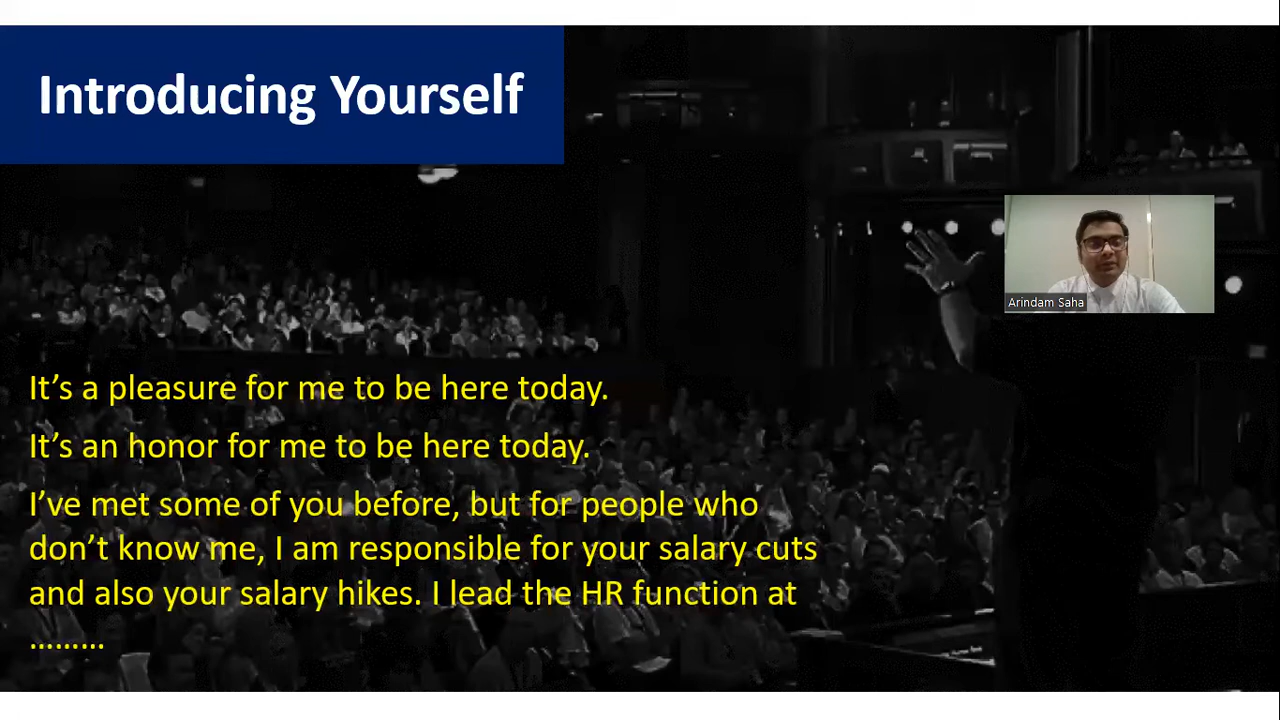 Introducing Yourself
Arindam Saha
It’s a pleasure for me to be here today.
It’s an honor for me to be here today.
I’ve met some of you before, but for people who
don’t know me, I am responsible for your salary cuts
and also your salary hikes. I lead the HR function at
………